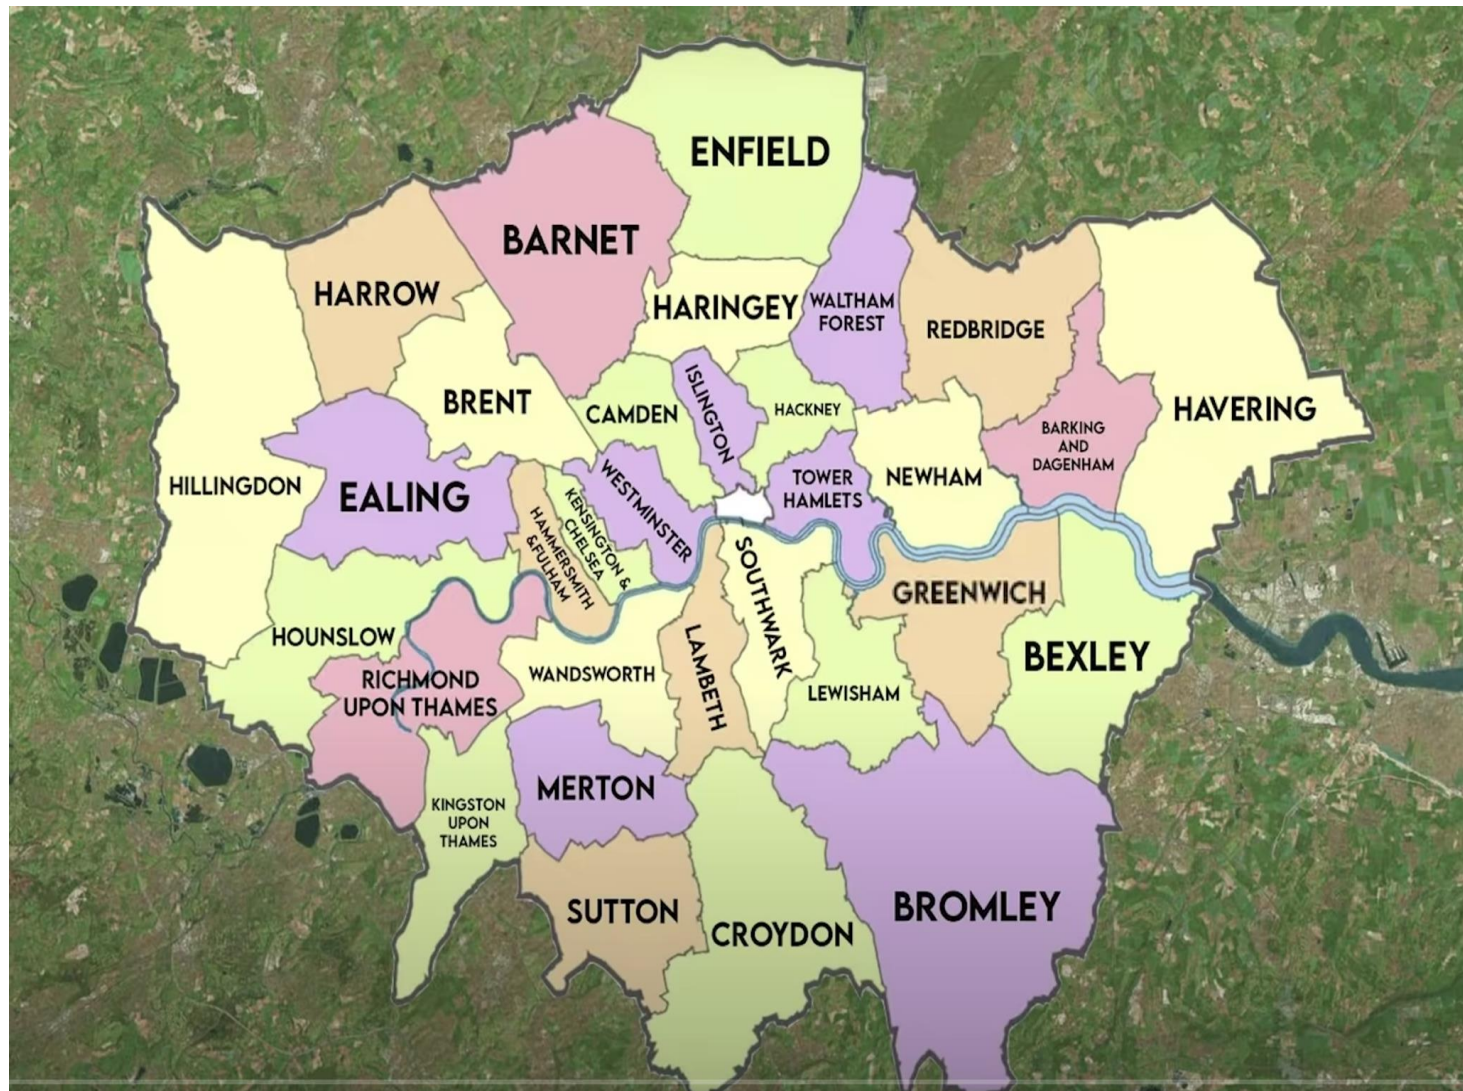 ENFIELD
BARNET
HARROW
HARINGEY
WALTHAM
FOREST
REDBRIDGE
BRENT
CAMDEN
ISLINGTON
HACKNEY
HAVERING
BARKING
AND
DAGENHAM
HILLINGDON
EALING
TOWER
HAMLETS
NEWHAM
WESTMINSTER
KENSINGTON &
CHELSEA
HAMMERSMITH
&FULHAM
SOUTHWARK
GREENWICH
HOUNSLOW
BEXLEY
RICHMOND
UPON THAMES
WANDSWORTH
LAMBETH
LEWISHAM
MERTON
KINGSTON
UPON
THAMES
SUTTON
CROYDON
BROMLEY